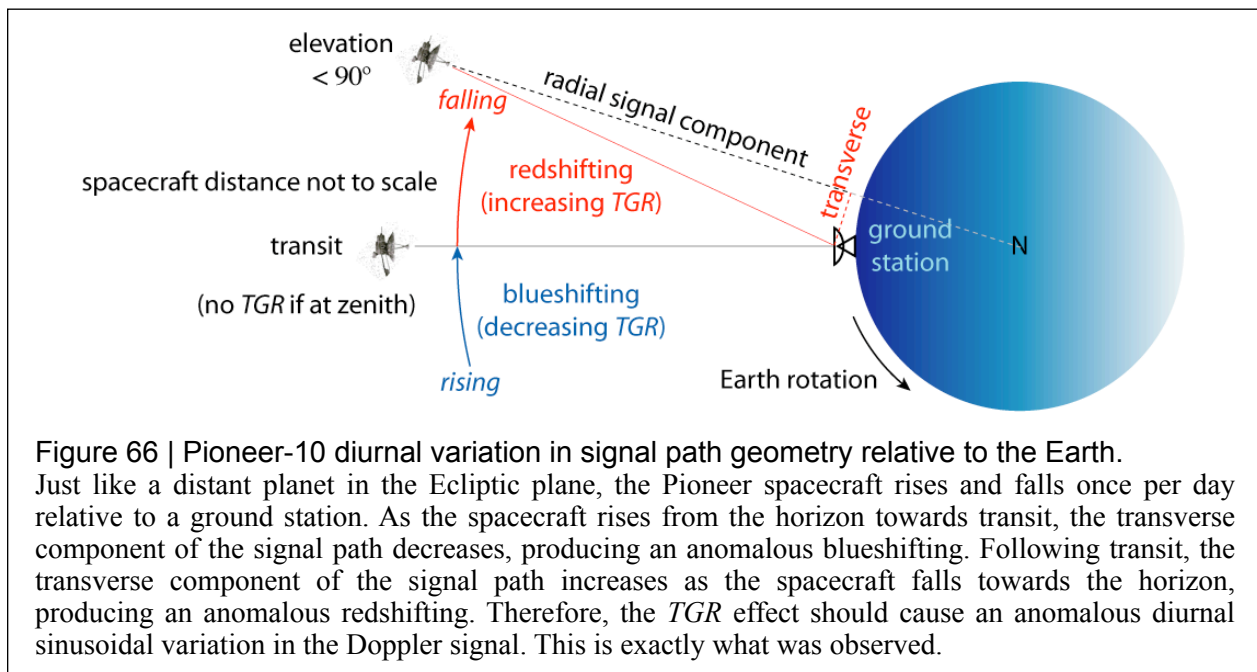 elevation
< 90°
falling
radial signal component
transverse
redshifting
(increasing TGR)
spacecraft distance not to scale
transit
ground
station
N
(no TGR if at zenith)
blueshifting
(decreasing TGR)
rising
Earth rotation
Figure 66 | Pioneer-10 diurnal variation in signal path geometry relative to the Earth.
Just like a distant planet in the Ecliptic plane, the Pioneer spacecraft rises and falls once per day
relative to a ground station. As the spacecraft rises from the horizon towards transit, the transverse
component of the signal path decreases, producing an anomalous blueshifting. Following transit, the
transverse component of the signal path increases as the spacecraft falls towards the horizon,
producing an anomalous redshifting. Therefore, the TGR effect should cause an anomalous diurnal
sinusoidal variation in the Doppler signal. This is exactly what was observed.